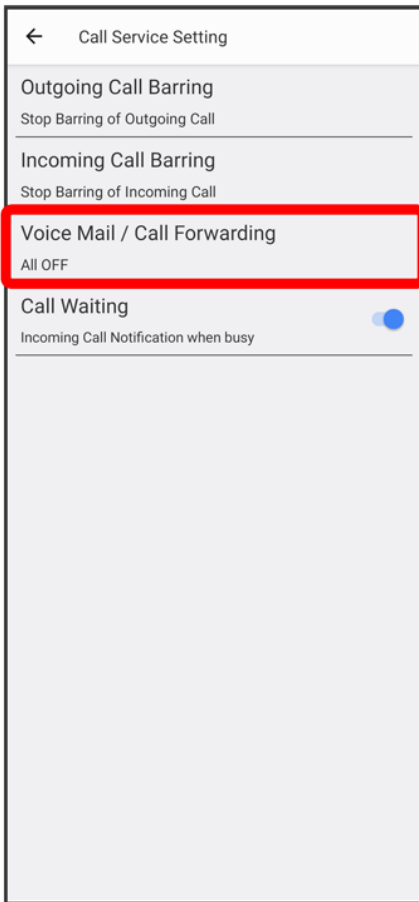 Call Service Setting
Outgoing Call Barring
Stop Barring of Outgoing Call
Incoming Call Barring
Stop Barring of Incoming Call
Voice Mail / Call Forwarding
All OFF
Call Waiting
Incoming Call Notification when busy